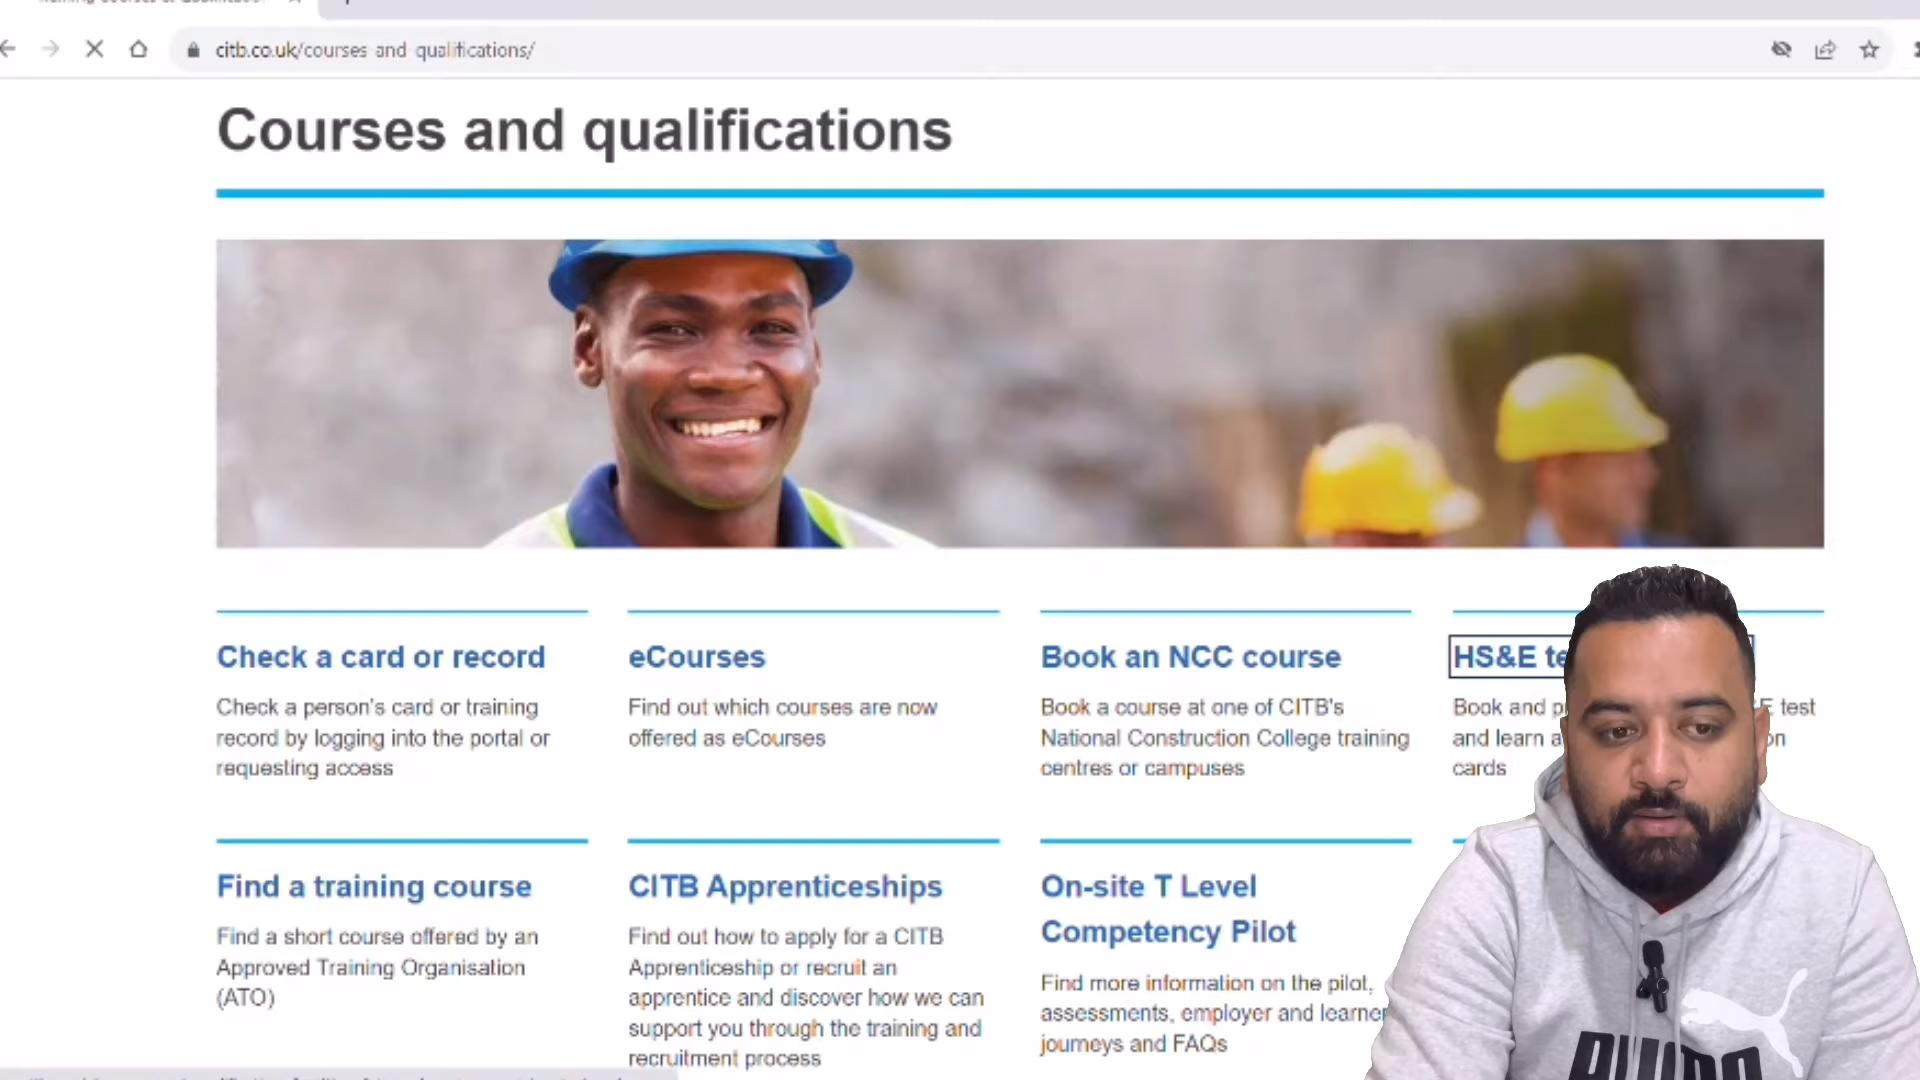 citb.co.uk/courses and qualifications/
Courses and qualifications
Check a card or record
Check a person's card or training
record by logging into the portal or
requesting access
eCourses
Find out which courses are now
offered as eCourses
Book an NCC course
Book a course at one of CITB's
National Construction College training
centres or campuses
HS&E
Book and
test
and learn
cards
Find a training course
Find a short course offered by an
Approved Training Organisation
(ATO)
CITB Apprenticeships
Find out how to apply for a CITB
Apprenticeship or recruit an
apprentice and discover how we can
support you through the training and
recruitment process
On-site T Level
Competency Pilot
Find more information on the pilot,
assessments, employer and learner
journeys and FAQs
PUMA